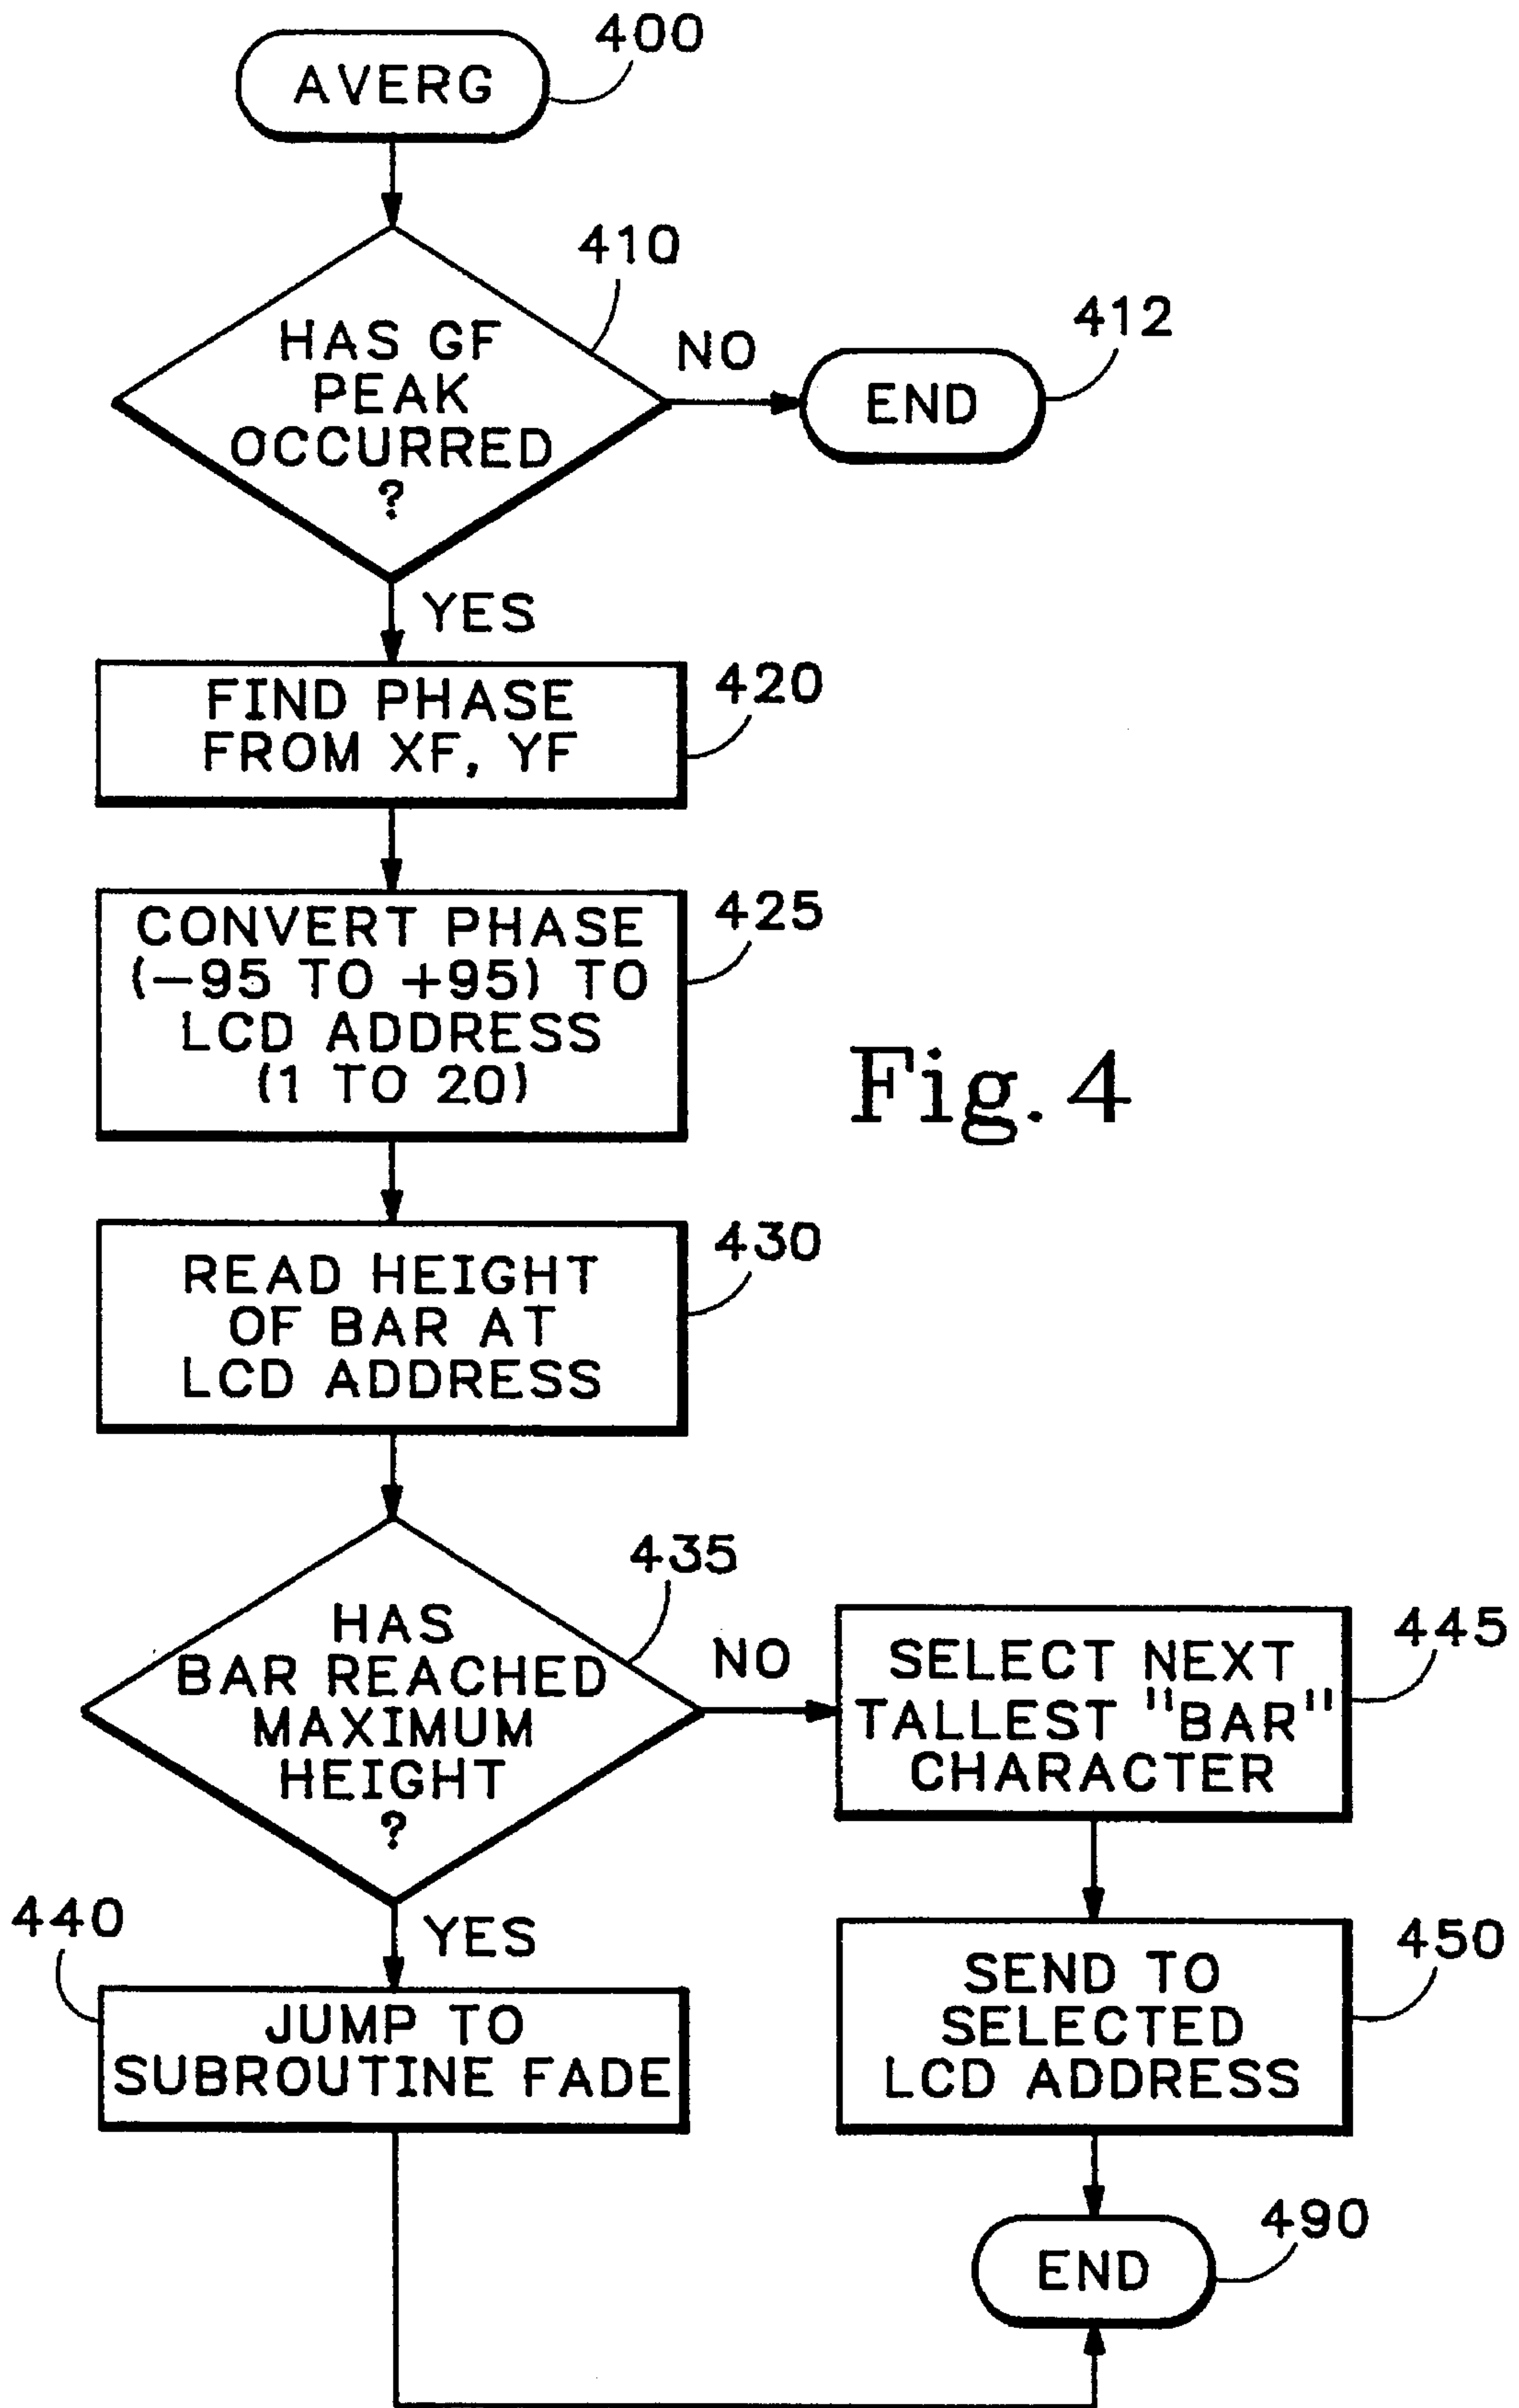 400
AVERG
410
HAS GF
PEAK
OCCURRED
?
NO
412
END
YES
420
FIND PHASE
FROM XF, YF
425
CONVERT PHASE
(-95 TO +95) TO
LCD ADDRESS
(1 TO 20)
Fig. 4
430
READ HEIGHT
OF BAR AT
LCD ADDRESS
435
HAS
BAR REACHED
MAXIMUM
HEIGHT
?
NO
445
SELECT NEXT
TALLEST "BAR"
CHARACTER
440
YES
JUMP TO
SUBROUTINE FADE
450
SEND TO
SELECTED
LCD ADDRESS
490
END